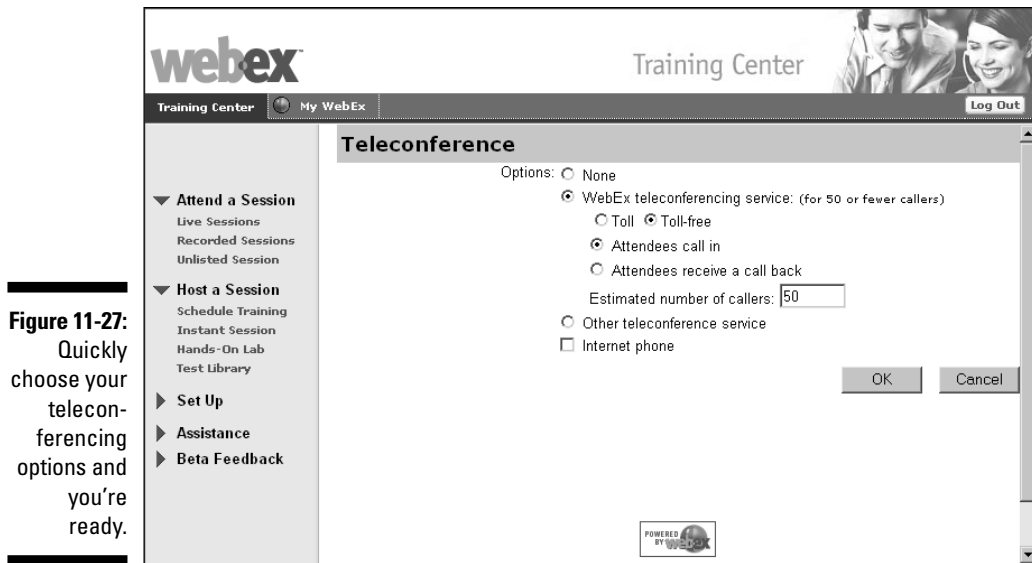 webex
Training Center
Training Center
My WebEx
Log Out
Attend a Session
Live Sessions
Recorded Sessions
Unlisted Session
Host a Session
Schedule Training
Instant Session
Hands-On Lab
Test Library
Set Up
Assistance
Beta Feedback
Teleconference
Options:
None
WebEx teleconferencing service: (for 50 or fewer callers)
Toll
Toll-free
Attendees call in
Attendees receive a call back
Estimated number of callers: 50
Other teleconference service
Internet phone
OK
Cancel
POWERED
BY webex
Figure 11-27:
Quickly
choose your
telecon-
ferencing
options and
you're
ready.